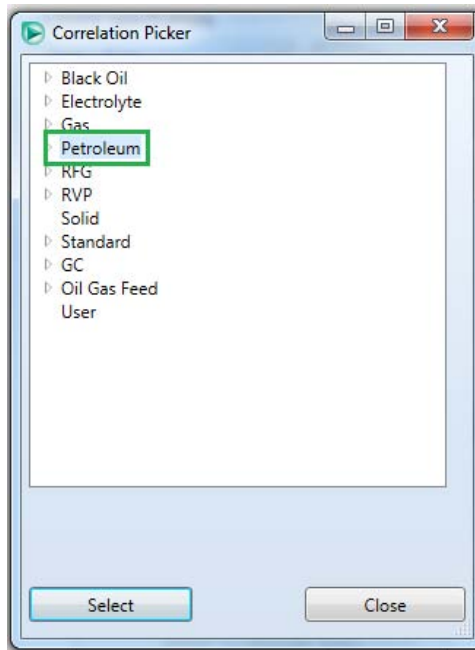 Correlation Picker
Black Oil
Electrolyte
Gas
Petroleum
RFG
RVP
Solid
Standard
GC
Oil Gas Feed
User
Select
Close